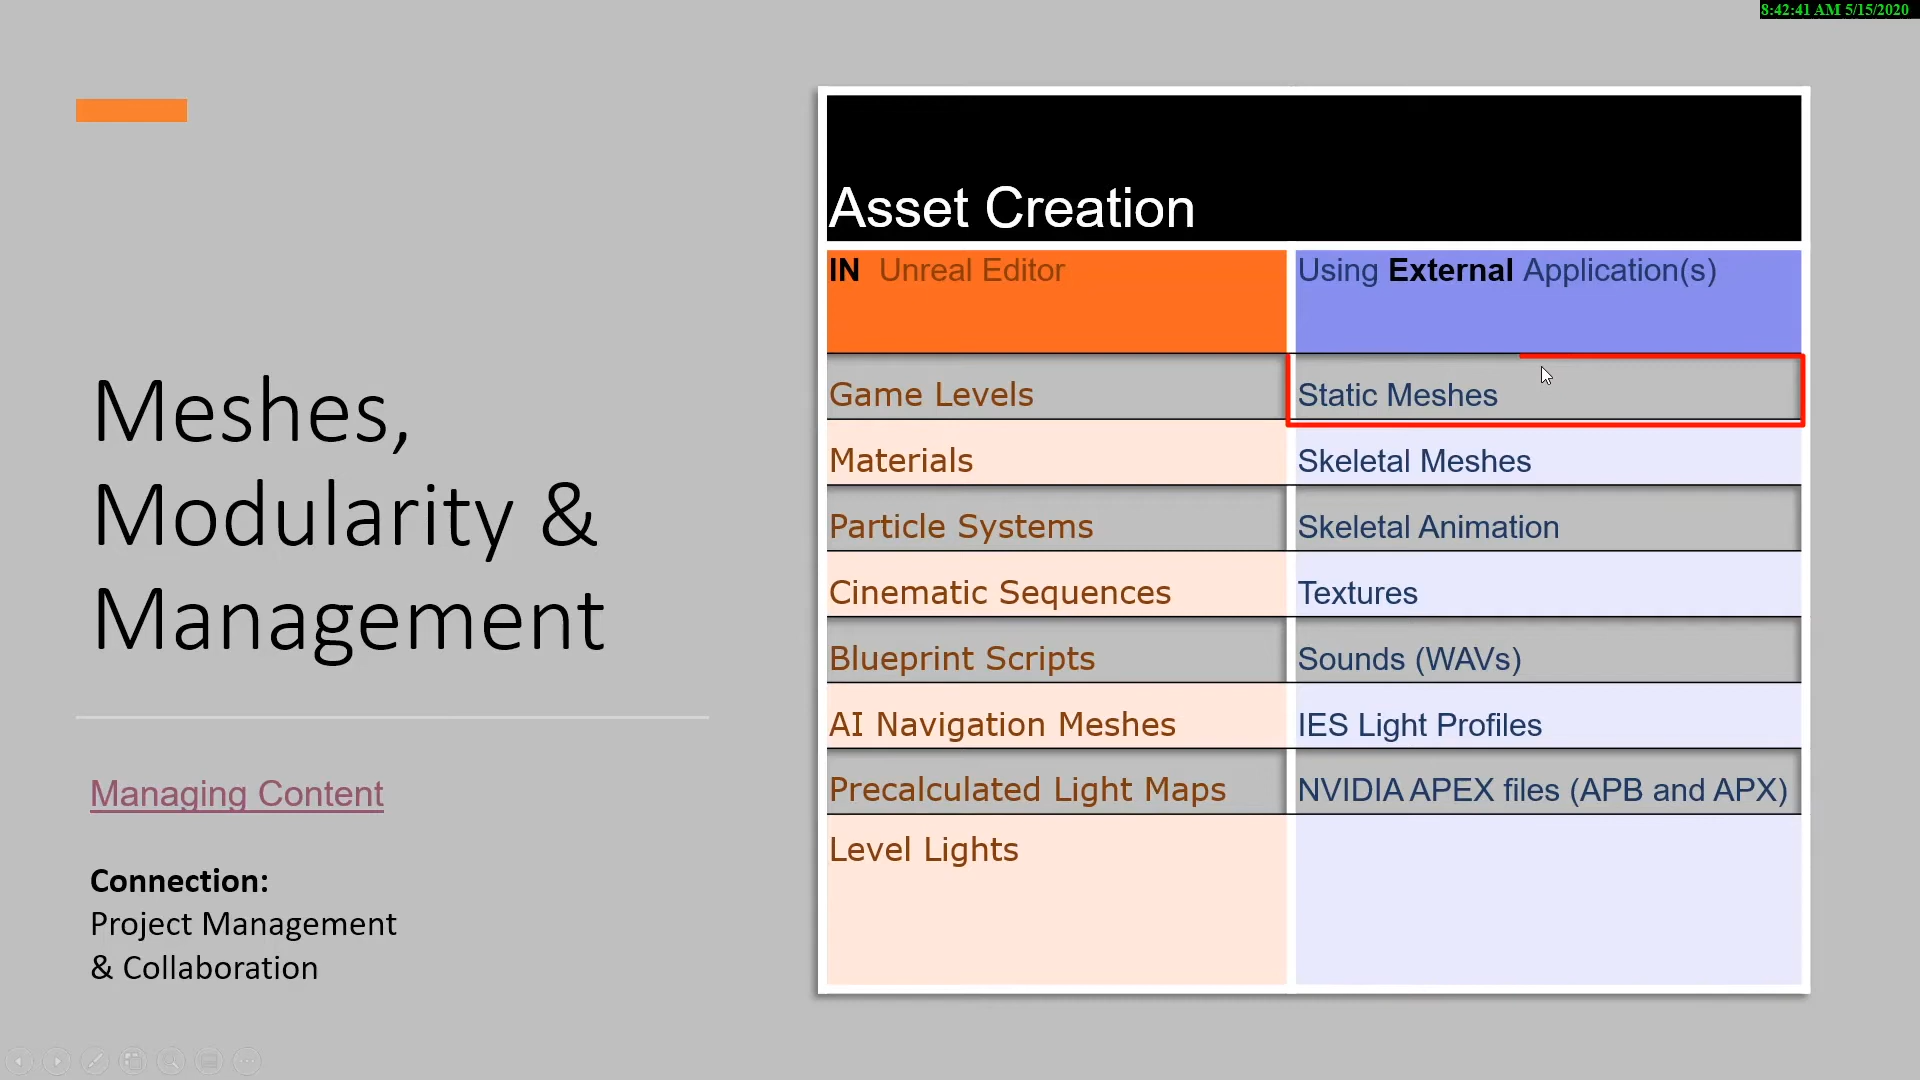 8:42:41 AM 5/15/2020
Meshes,
Modularity &
Management
Managing Content
Connection:
Project Management
& Collaboration
Asset Creation
IN Unreal Editor
Using External Application(s)
Game Levels
Static Meshes
Materials
Skeletal Meshes
Particle Systems
Skeletal Animation
Cinematic Sequences
Textures
Blueprint Scripts
Sounds (WAVs)
AI Navigation Meshes
IES Light Profiles
Precalculated Light Maps
NVIDIA APEX files (APB and APX)
Level Lights